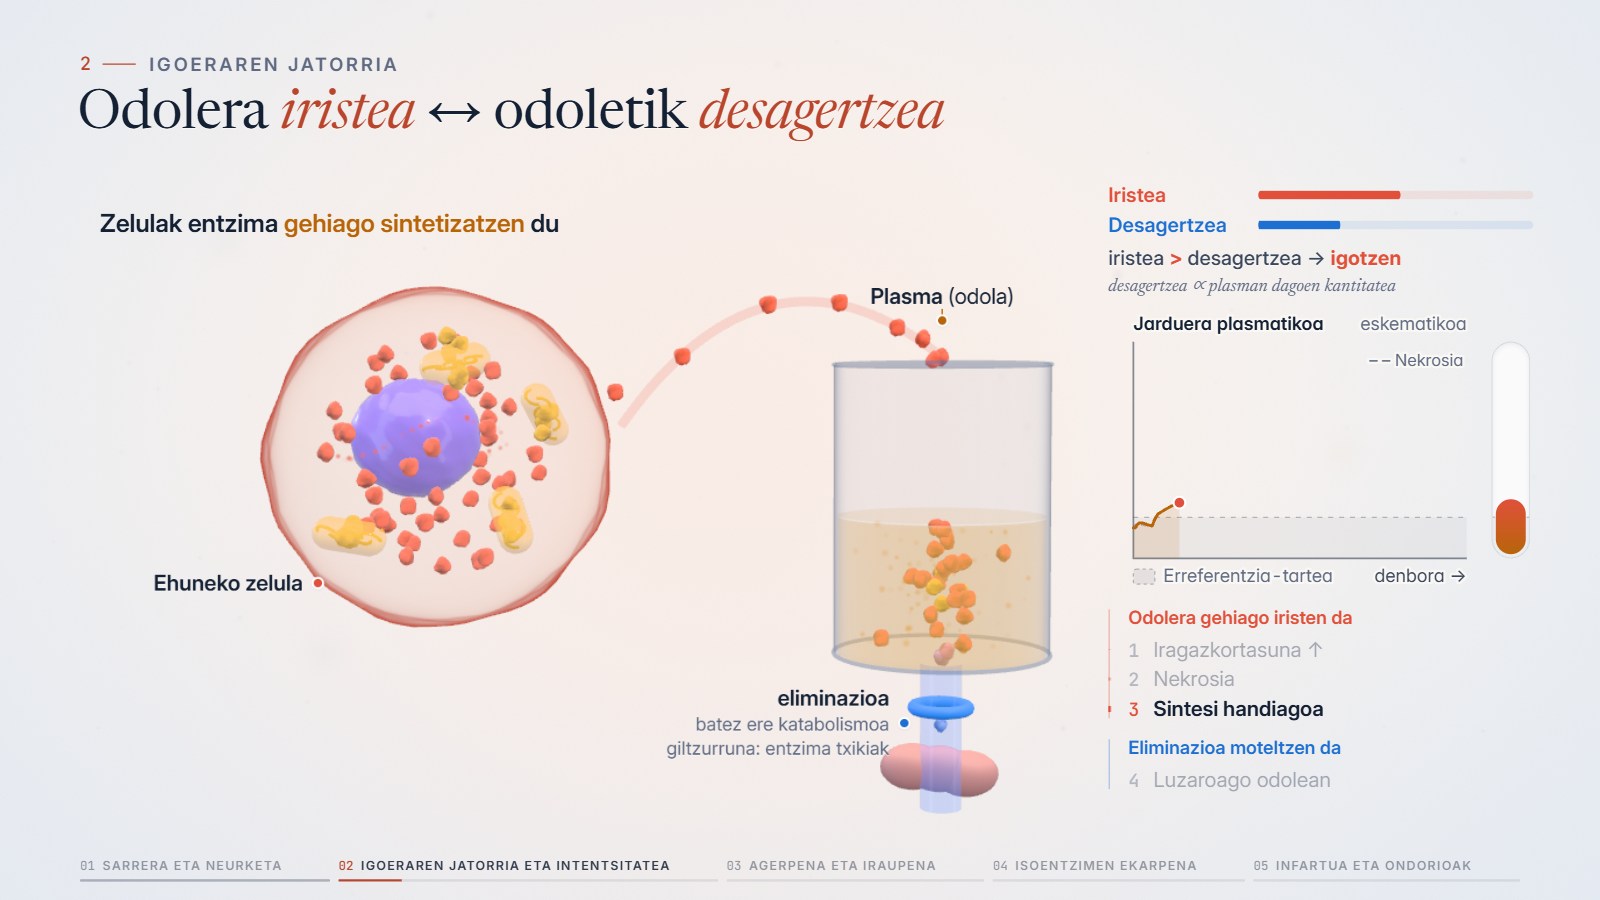 2 — IGOERAREN JATORRIA
Odolera iristea ↔ odoletik desagertzea
Zelulak entzima gehiago sintetizatzen du
Ehuneko zelula
Plasma (odola)
eliminazioa
batez ere katabolismoa
giltzurruna: entzima txikiak
Iristea
Desagertzea
iristea > desagertzea → igotzen
desagertzea ∝ plasman dagoen kantitatea
Jarduera plasmatikoa eskematikoa
-- Nekrosia
Erreferentzia-tartea denbora →
Odolera gehiago iristen da
1 Iragazkortasuna ↑
2 Nekrosia
3 Sintesi handiagoa
Eliminazioa moteltzen da
4 Luzaroago odolean
01 SARRERA ETA NEURKETA
02 IGOERAREN JATORRIA ETA INTENTSITATEA
03 AGERPENA ETA IRAUPENA
04 ISOENTZIMEN EKARPENA
05 INFARTUA ETA ONDORIOAK